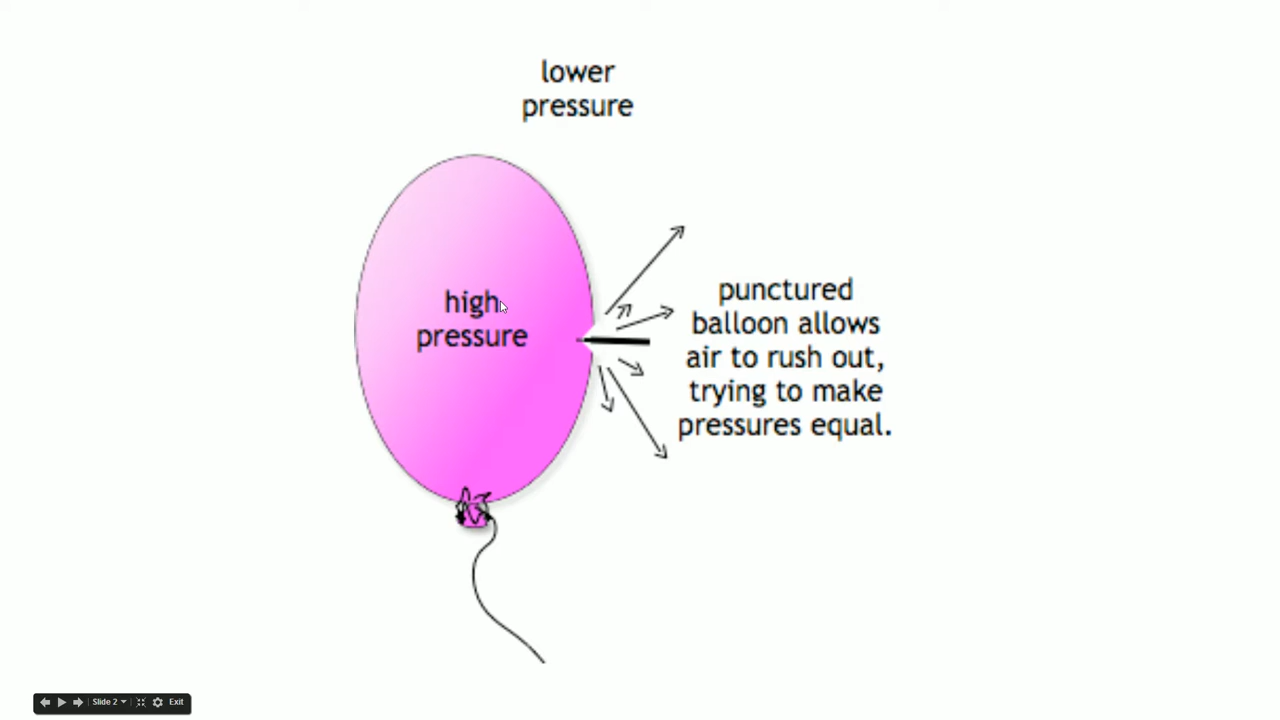 lower
pressure
high
pressure
punctured
balloon allows
air to rush out,
trying to make
pressures equal.
Slide 2
Exit